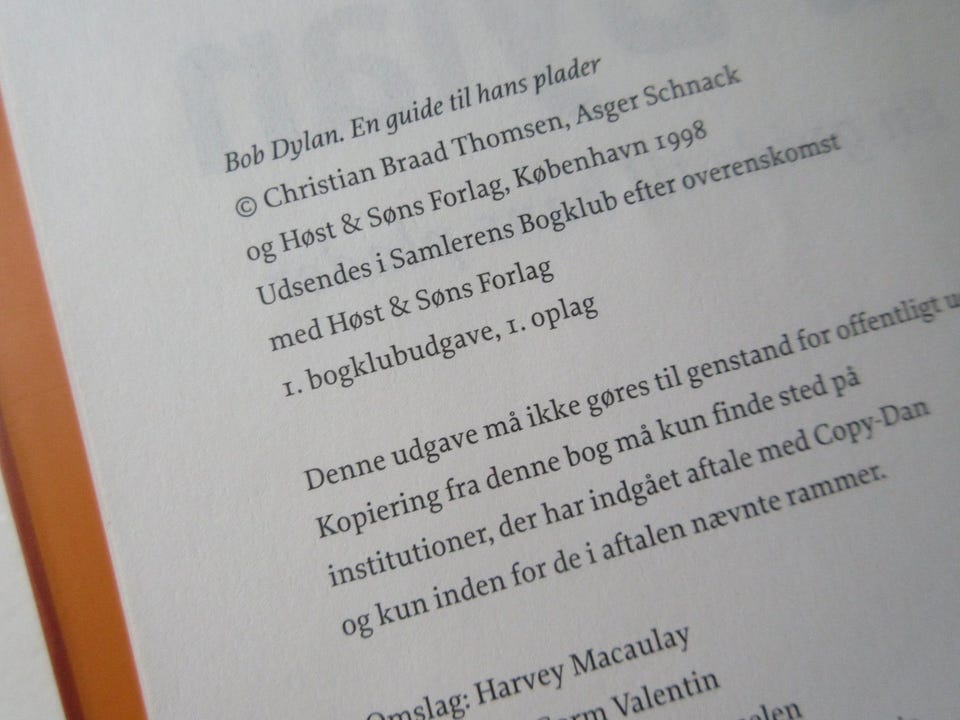 Bob Dylan. En guide til hans plader
© Christian Braad Thomsen, Asger Schnack
og Høst & Søns Forlag, København 1998
Udsendes i Samlerens Bogklub efter overenskomst
med Høst & Søns Forlag
1. bogklubudgave, 1. oplag
Denne udgave må ikke gøres til genstand for offentligt
Kopiering fra denne bog må kun finde sted på
institutioner, der har indgået aftale med Copy-Dan
og kun inden for de i aftalen nævnte rammer.
Omslag: Harvey Macaulay
Valentin